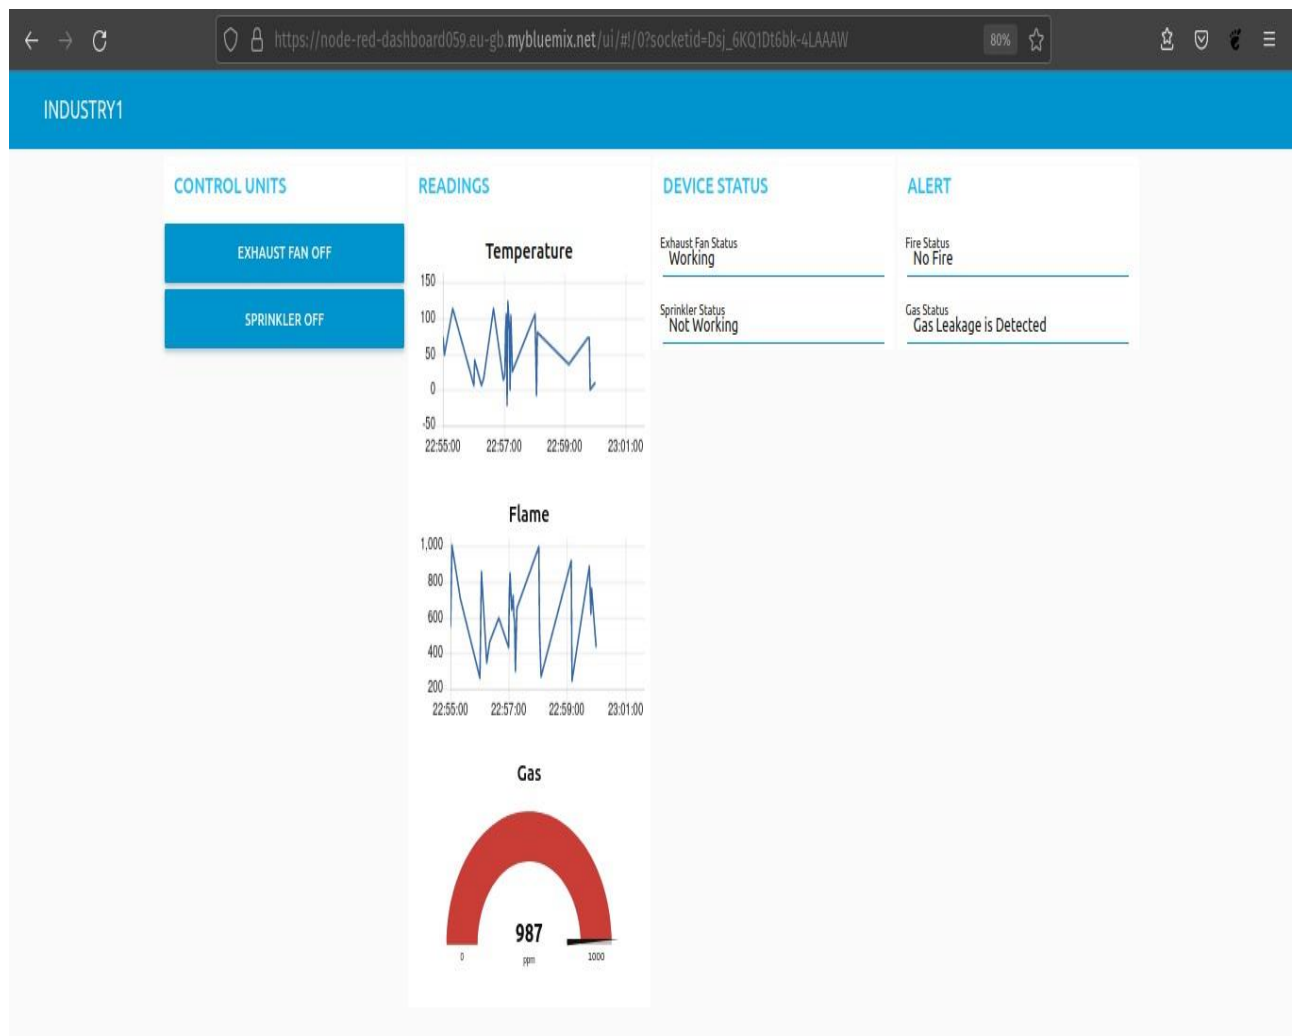 https://node-red-dashboard059.eu-gb.mybluemix.net/ui/#!/0?socketid=Dsj_6KQ1Dt6bk-4LAAAW
80%
INDUSTRY1
CONTROL UNITS
EXHAUST FAN OFF
SPRINKLER OFF
READINGS
Temperature
150
100
50
0
-50
22:55:00 22:57:00 22:59:00 23:01:00
Flame
1,000
800
600
400
200
22:55:00 22:57:00 22:59:00 23:01:00
Gas
987
ppm
0
1000
DEVICE STATUS
Exhaust Fan Status
Working
Sprinkler Status
Not Working
ALERT
Fire Status
No Fire
Gas Status
Gas Leakage is Detected